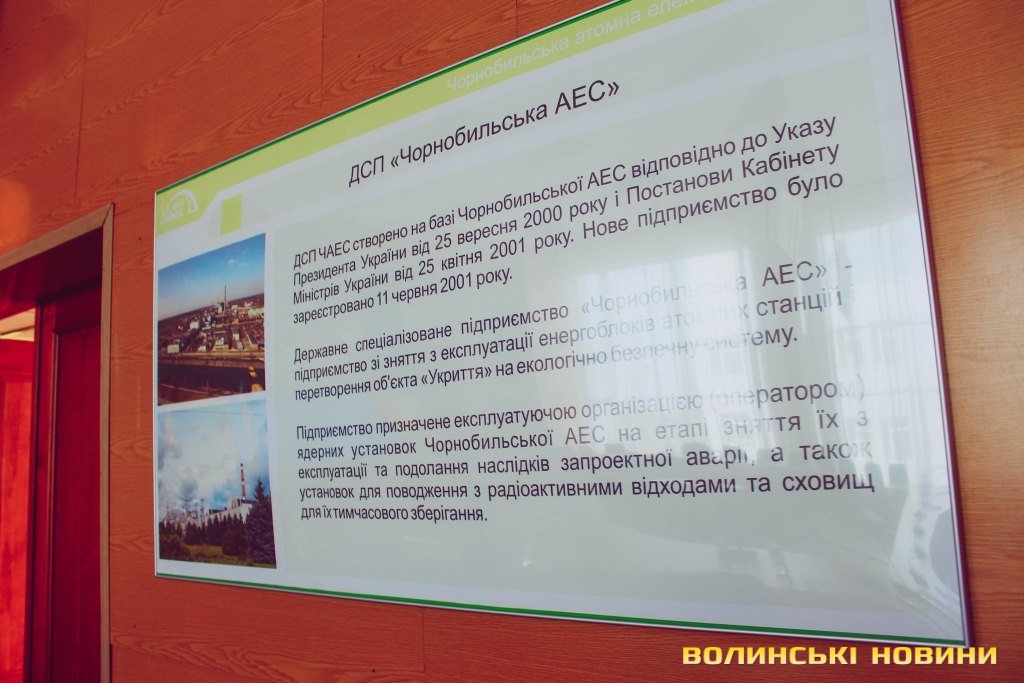 Чорнобильська атомна
ДСП «Чорнобильська АЕС»
ДСП ЧАЕС створено на базі Чорнобильської АЕС відповідно до Указу
Президента України від 25 вересня 2000 року і Постанови Кабінету
Міністрів України від 25 квітня 2001 року. Нове підприємство було
зареєстровано 11 червня 2001 року.
Державне спеціалізоване підприємство «Чорнобильська АЕС» -
підприємство зі зняття з експлуатації енергоблоків атомних станцій і
перетворення об'єкта «Укриття» на екологічно безпечну систему.
Підприємство призначене експлуатуючою організацією (оператором)
ядерних установок Чорнобильської АЕС на етапі зняття їх з
експлуатації та подолання наслідків запроектної аварії, а також
установок для поводження з радіоактивними відходами та сховищ
для їх тимчасового зберігання.
ВОЛИНСЬКІ НОВИНИ